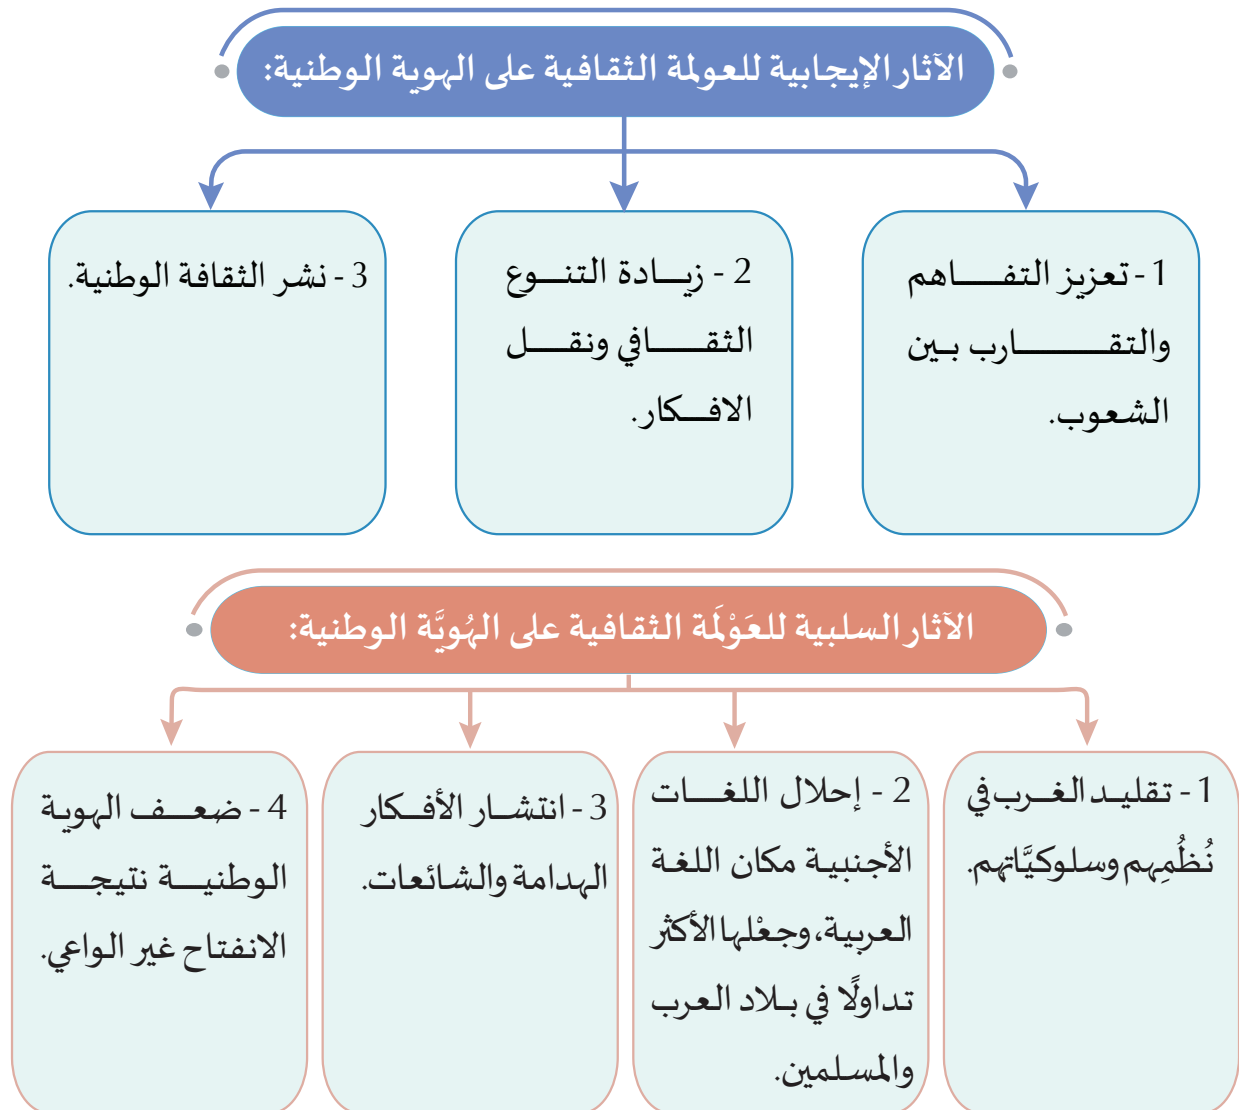 الآثار الإيجابية للعولمة الثقافية على الهوية الوطنية:
1 - تعزيز التفاهم
والتقارب بين
الشعوب.
2 - زيادة التنوع
الثقافي ونقل
الافكار.
3 - نشر الثقافة الوطنية.
الآثار السلبية للعَوْلَمة الثقافية على الهُويَّة الوطنية:
1 - تقليد الغرب في
نُظُمِهم وسلوكيَّاتهم.
2 - إحلال اللغات
الأجنبية مكان اللغة
العربية، وجعْلها الأكثر
تداولًا في بلاد العرب
والمسلمين.
3 - انتشار الأفكار
الهدامة والشائعات.
4 - ضعف الهوية
الوطنية نتيجة
الانفتاح غير الواعي.